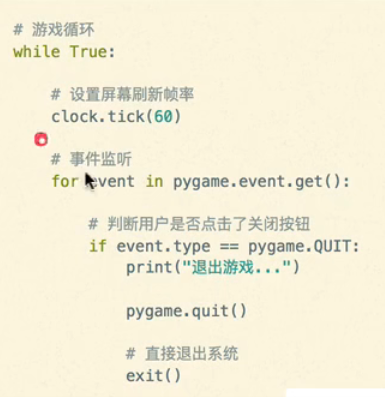 # 游戏循环
while True:
# 设置屏幕刷新帧率
clock.tick(60)
# 事件监听
for event in pygame.event.get():
# 判断用户是否点击了关闭按钮
if event.type == pygame.QUIT:
print("退出游戏...")
pygame.quit()
# 直接退出系统
exit()